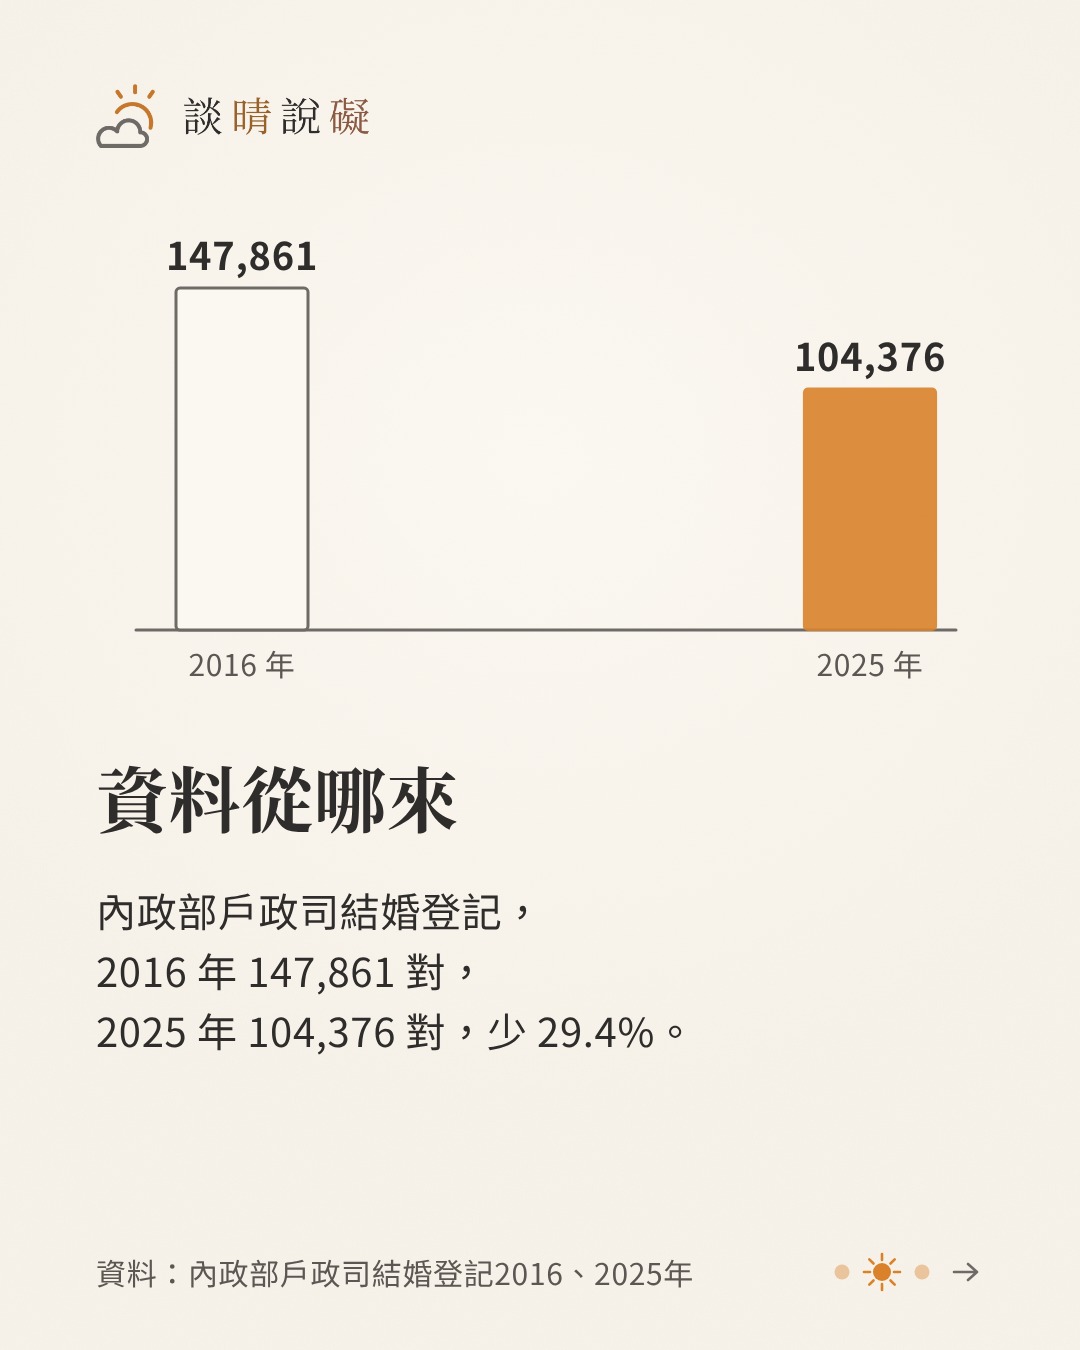 談晴說礙
147,861
104,376
2016 年
2025 年
資料從哪來
內政部戶政司結婚登記，
2016 年 147,861 對，
2025 年 104,376 對，少 29.4%。
資料：內政部戶政司結婚登記2016、2025年